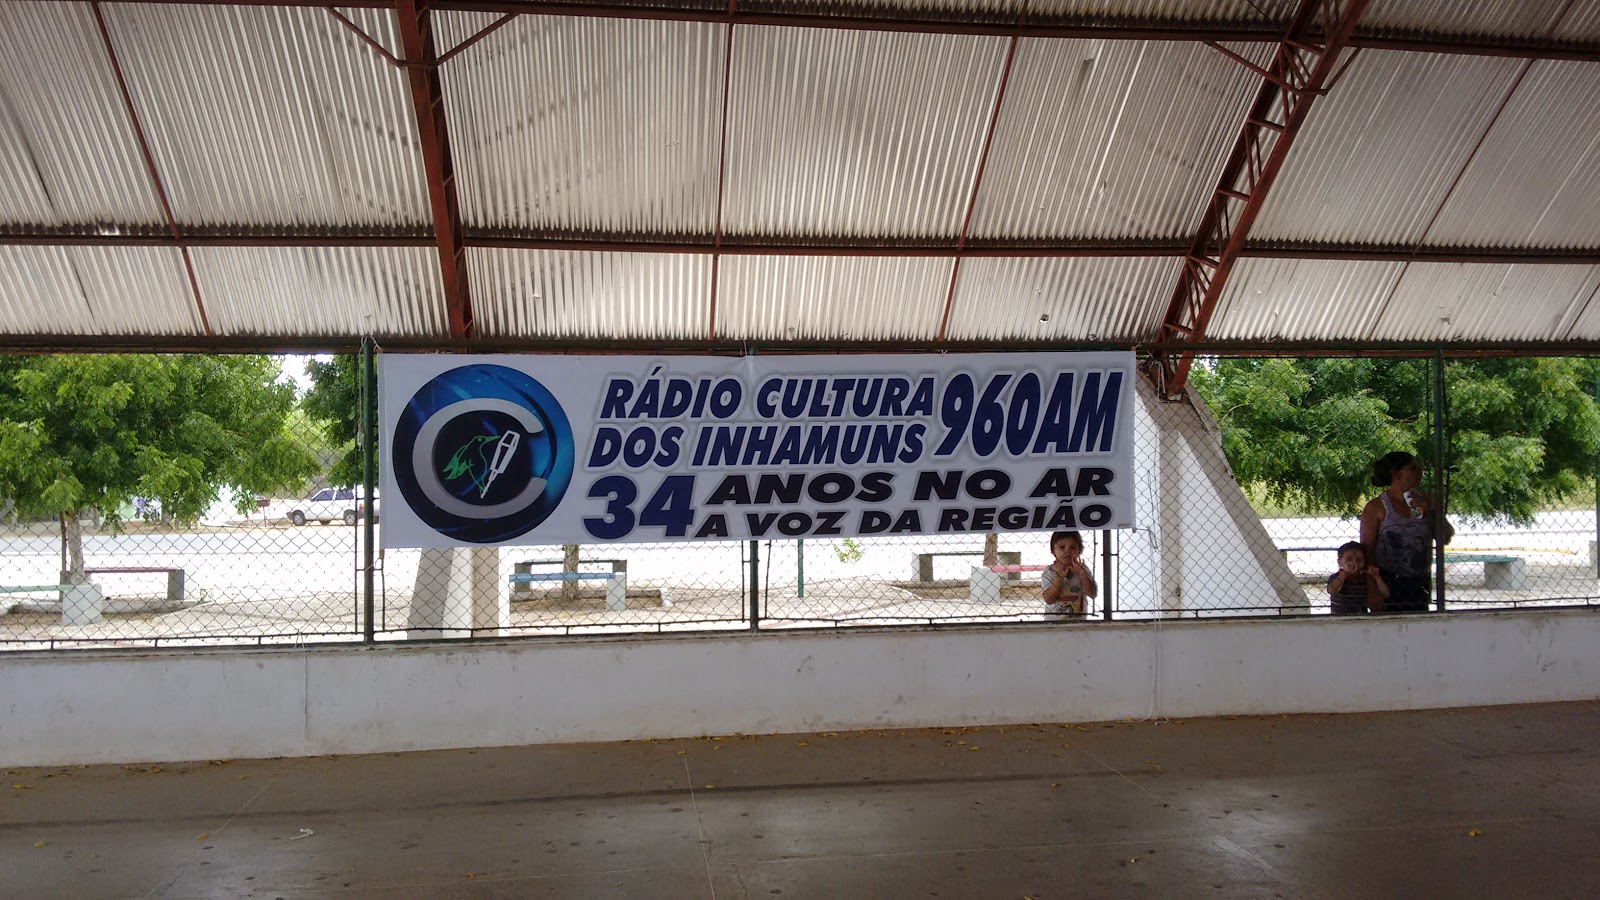 RÁDIO CULTURA
DOS INHAMUNS 960AM
34 ANOS NO AR
A VOZ DA REGIÃO